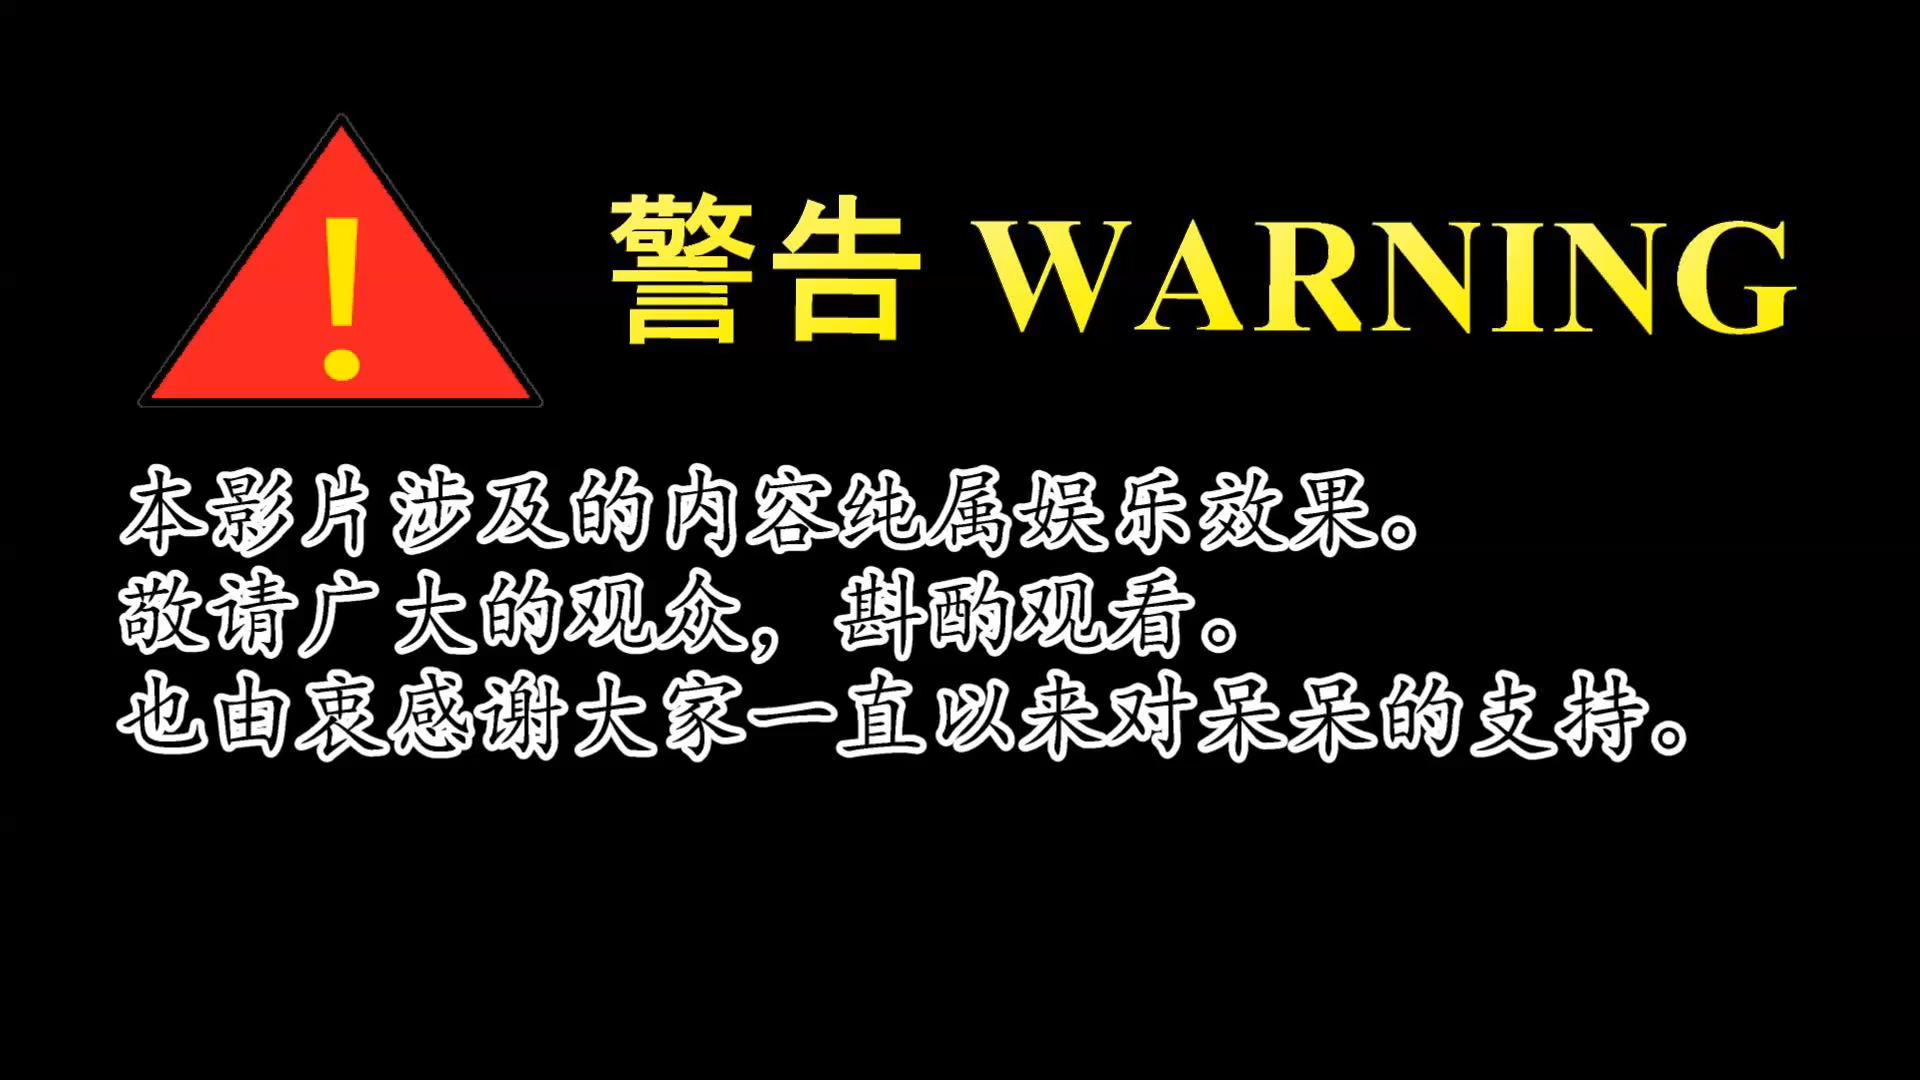 警告 WARNING
本影片涉及的内容纯属娱乐效果。
敬请广大的观众，斟酌观看。
也由衷感谢大家一直以来对呆呆的支持。